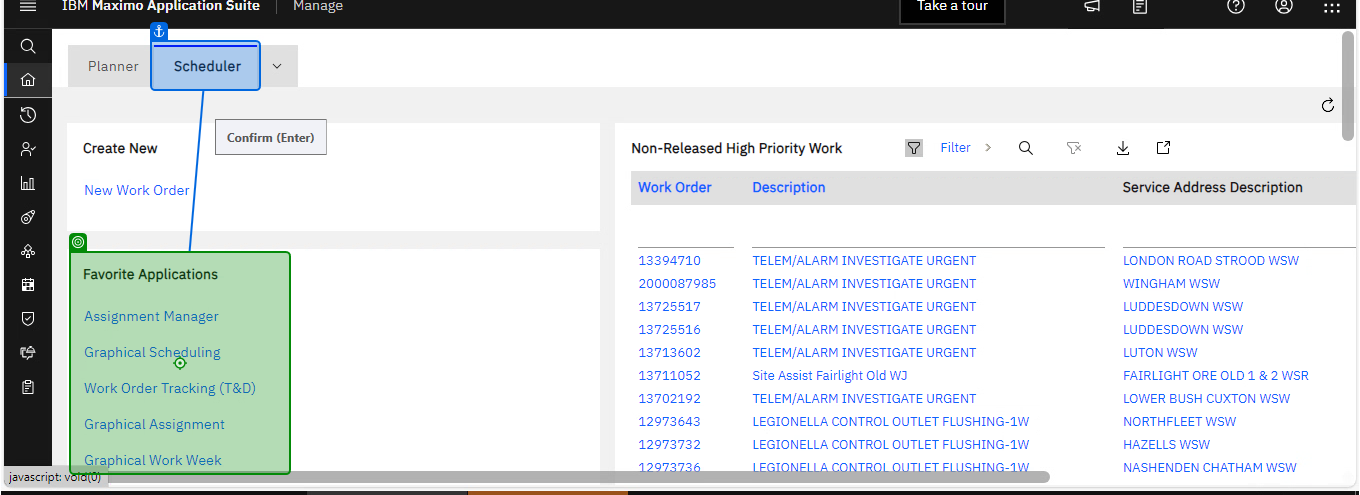 IBM Maximo Application Suite Manage Take a tour
Planner Scheduler
Confirm (Enter)
Create New
New Work Order
Favorite Applications
Assignment Manager
Graphical Scheduling
Work Order Tracking (T&D)
Graphical Assignment
Graphical Work Week
javascript: void(0)
Non-Released High Priority Work Filter
Work Order Description Service Address Description
13394710 TELEM/ALARM INVESTIGATE URGENT LONDON ROAD STROOD WSW
2000087985 TELEM/ALARM INVESTIGATE URGENT WINGHAM WSW
13725517 TELEM/ALARM INVESTIGATE URGENT LUDDESDOWN WSW
13725516 TELEM/ALARM INVESTIGATE URGENT LUDDESDOWN WSW
13713602 TELEM/ALARM INVESTIGATE URGENT LUTON WSW
13711052 Site Assist Fairlight Old WJ FAIRLIGHT ORE OLD 1 & 2 WSR
13702192 TELEM/ALARM INVESTIGATE URGENT LOWER BUSH CUXTON WSW
12973643 LEGIONELLA CONTROL OUTLET FLUSHING-1W NORTHFLEET WSW
12973732 LEGIONELLA CONTROL OUTLET FLUSHING-1W HAZELLS WSW
12973736 LEGIONELLA CONTROL OUTLET FLUSHING-1W NASHENDEN CHATHAM WSW